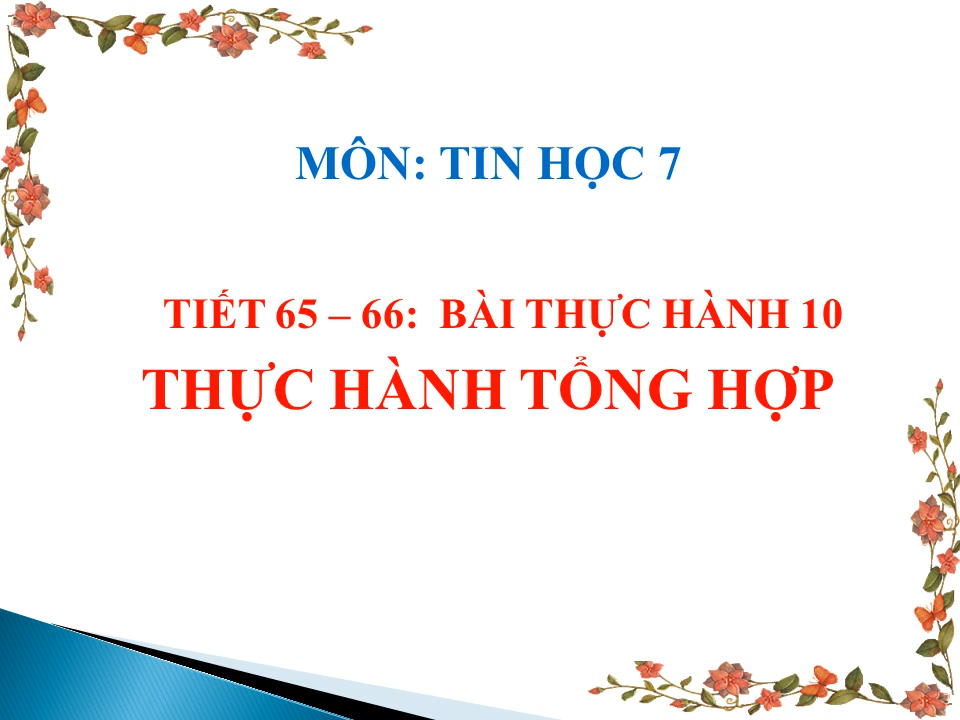 MÔN: TIN HỌC 7
TIẾT 65 – 66: BÀI THỰC HÀNH 10
THỰC HÀNH TỔNG HỢP